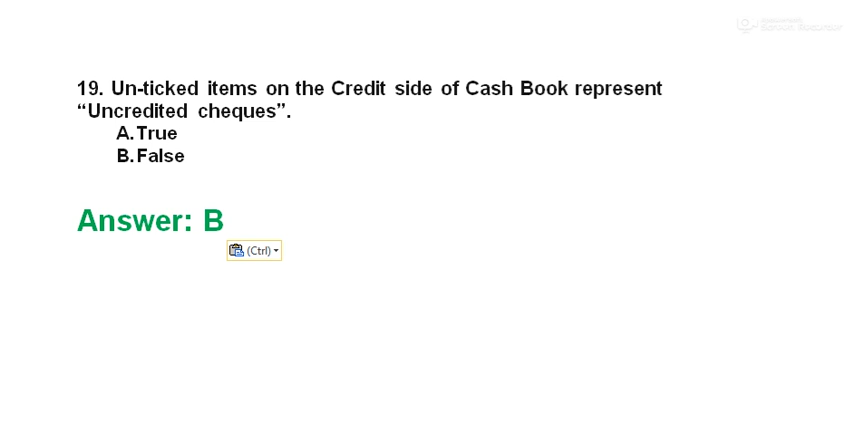 19. Un-ticked items on the Credit side of Cash Book represent
“Uncredited cheques”.
A.True
B.False
Answer: B
(Ctrl)